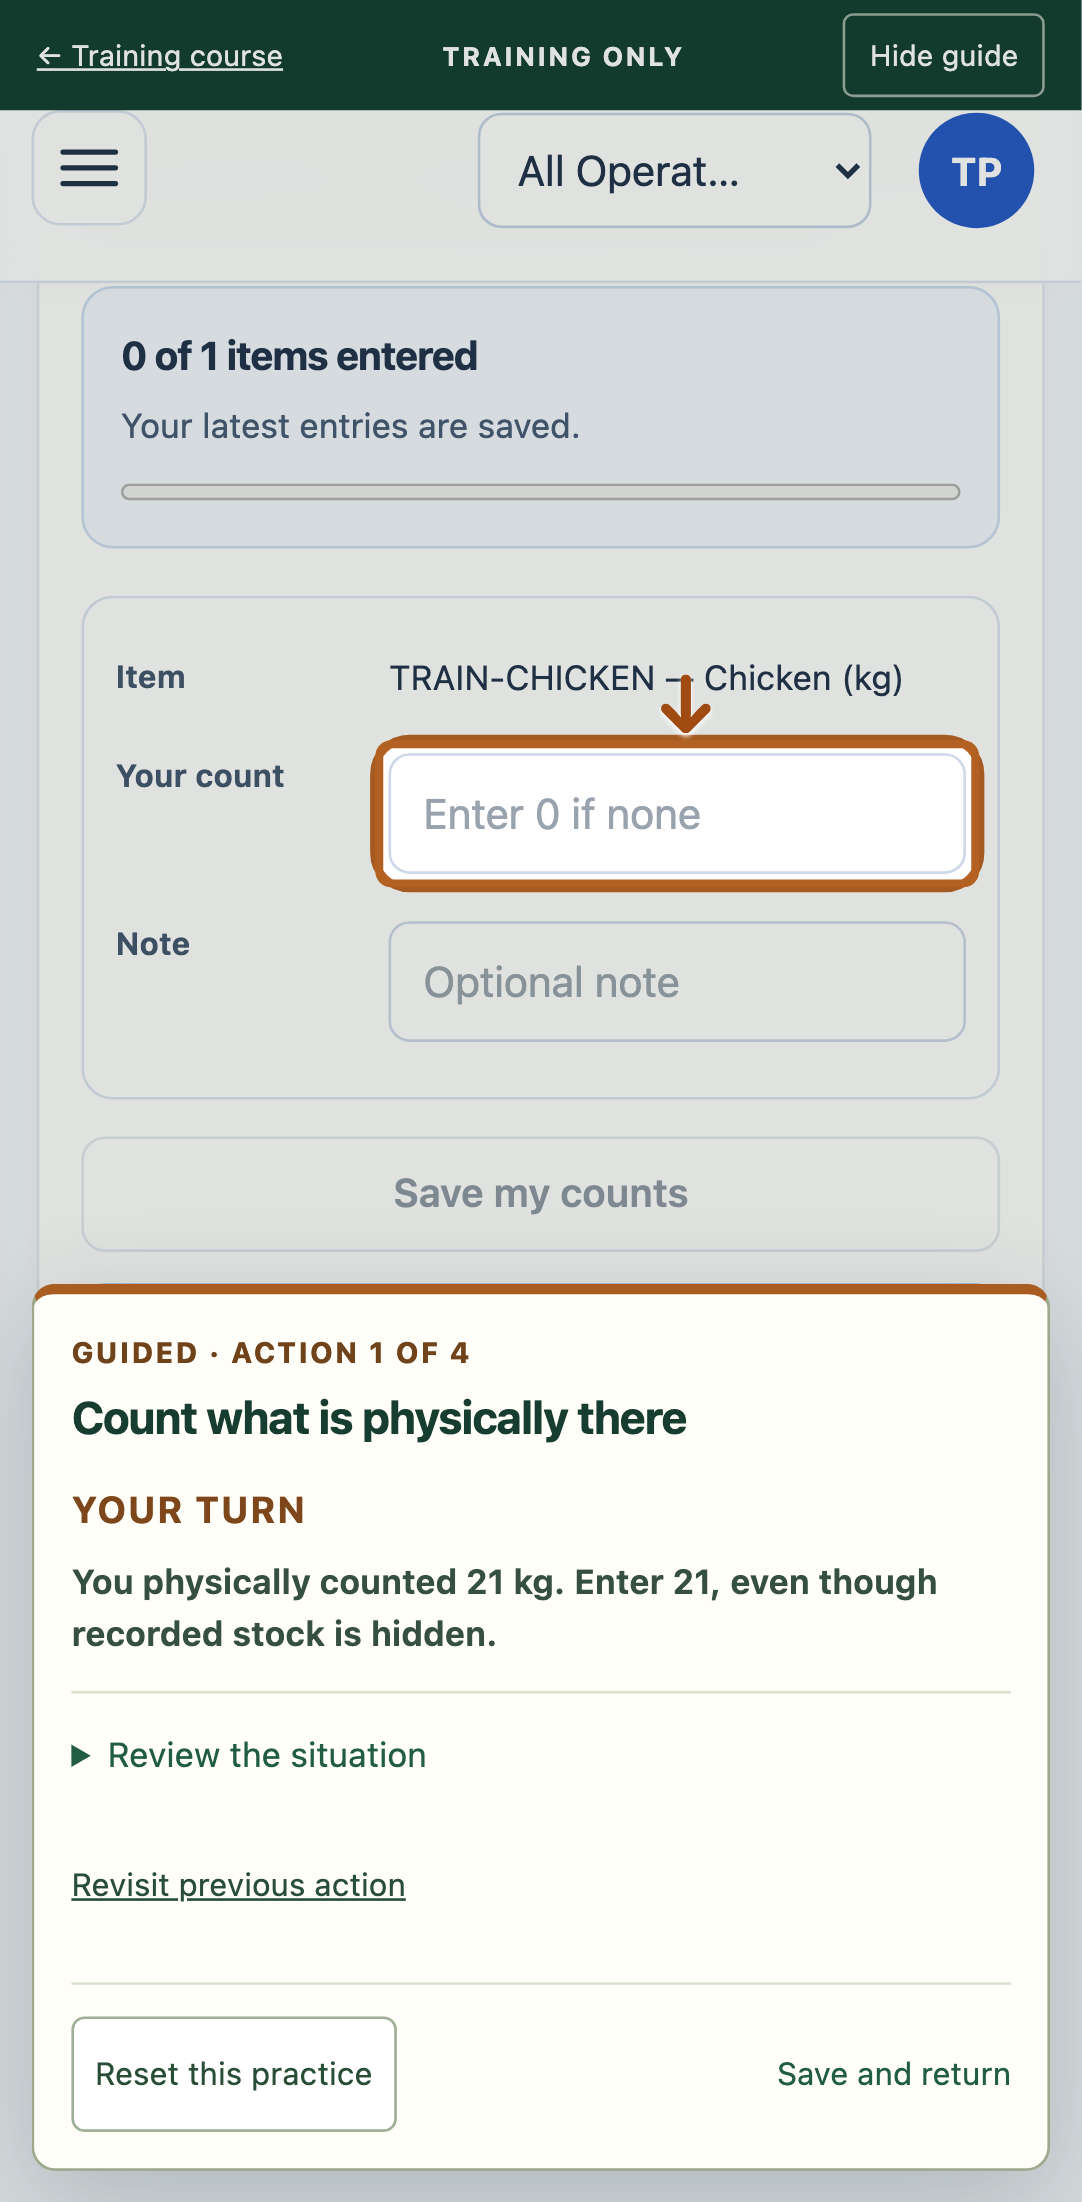 ← Training course
TRAINING ONLY
Hide guide
All Operat...
TP
0 of 1 items entered
Your latest entries are saved.
Item
TRAIN-CHICKEN — Chicken (kg)
Your count
Enter 0 if none
Note
Optional note
Save my counts
GUIDED · ACTION 1 OF 4
Count what is physically there
YOUR TURN
You physically counted 21 kg. Enter 21, even though
recorded stock is hidden.
▶ Review the situation
Revisit previous action
Reset this practice
Save and return